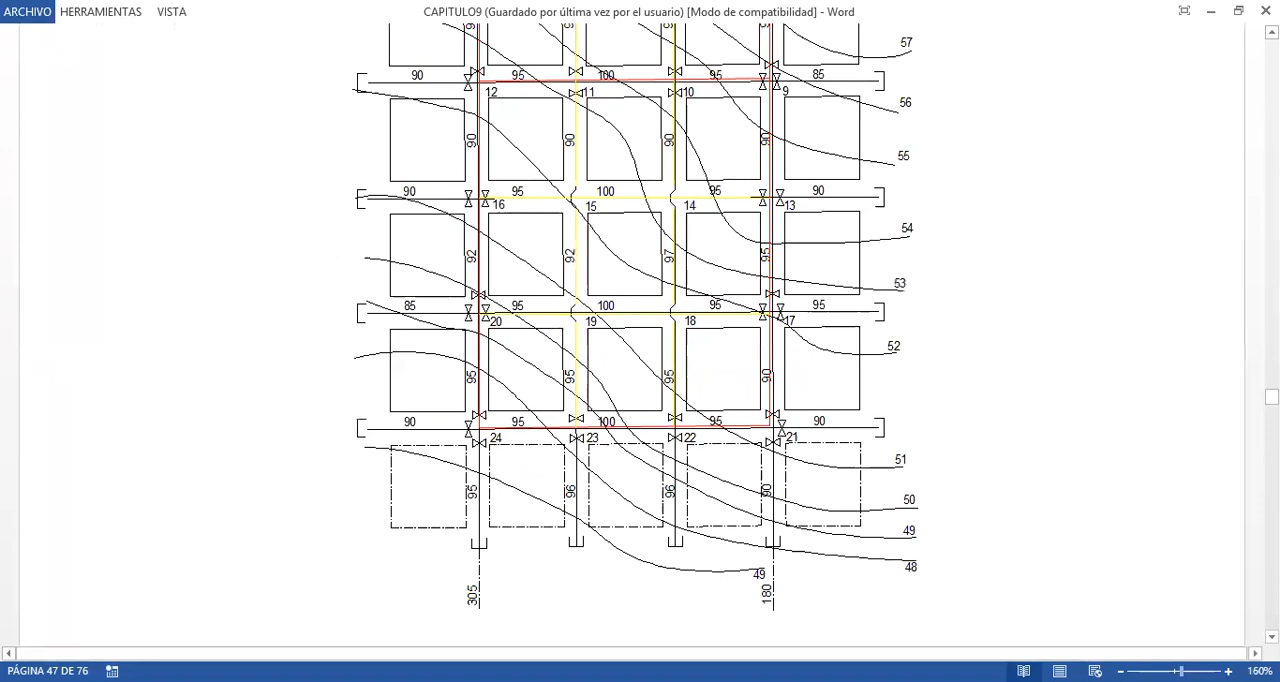 ARCHIVO HERRAMIENTAS VISTA CAPITULO9 (Guardado por última vez por el usuario) [Modo de compatibilidad] - Word
57
90 95 100 95 85
12 11 10 9
56
90 90 90 90
55
90 95 100 95 90
16 15 14 13
54
92 92 97 95
53
85 95 100 95 95
20 19 18 17
52
95 95 95 90
90 95 100 95 90
24 23 22 21
51
95 96 96 90
50
49
48
49
305 180
PÁGINA 47 DE 76 160%